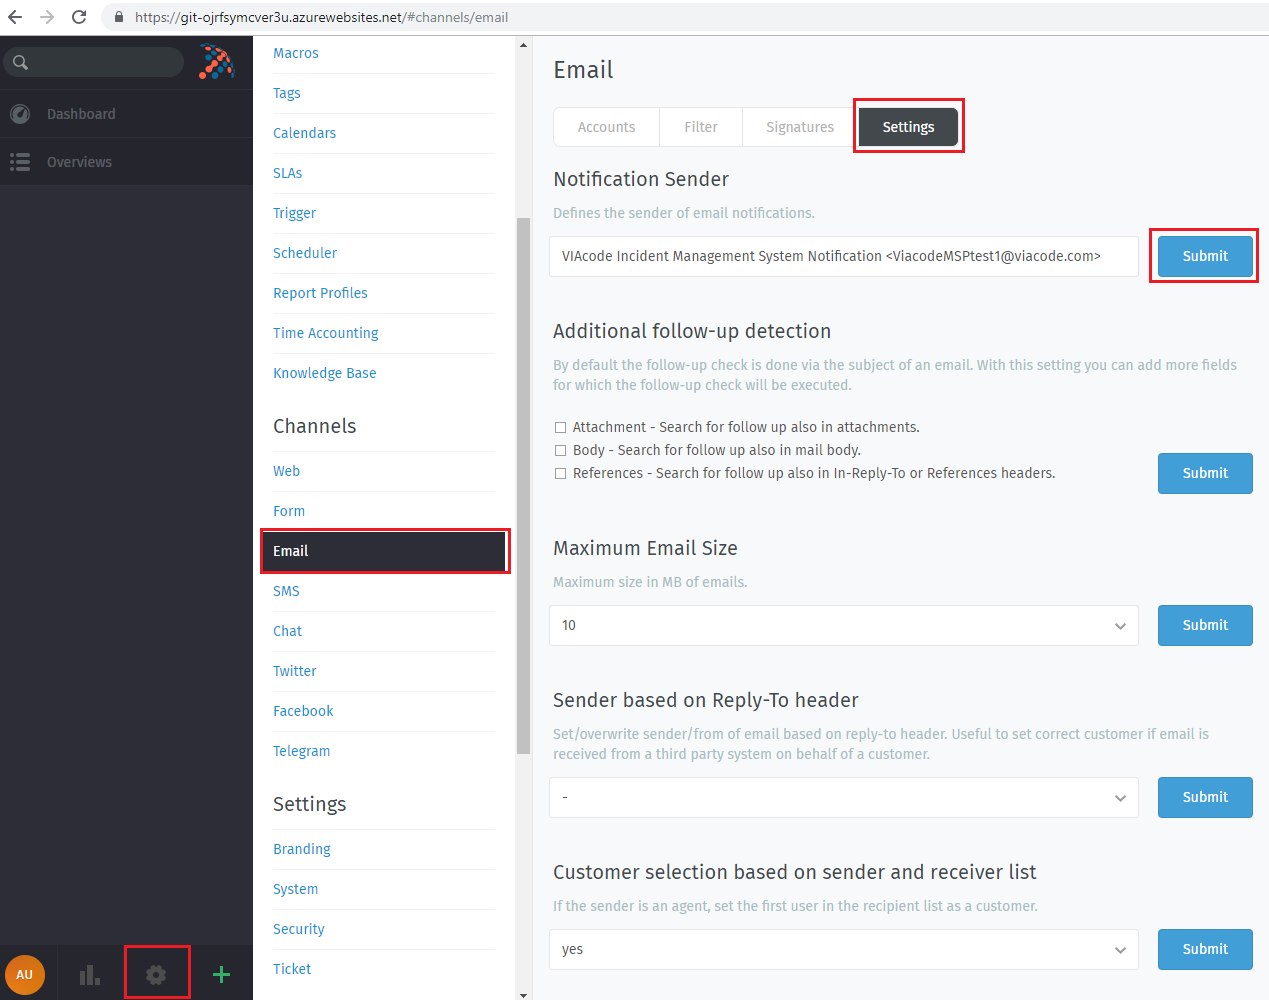 https://git-ojrfsymcver3u.azurewebsites.net/#channels/email
Dashboard
Overviews
AU
Macros
Tags
Calendars
SLAs
Trigger
Scheduler
Report Profiles
Time Accounting
Knowledge Base
Channels
Web
Form
Email
SMS
Chat
Twitter
Facebook
Telegram
Settings
Branding
System
Security
Ticket
Email
Accounts
Filter
Signatures
Settings
Notification Sender
Defines the sender of email notifications.
VIAcode Incident Management System Notification <ViacodeMSPtest1@viacode.com>
Submit
Additional follow-up detection
By default the follow-up check is done via the subject of an email. With this setting you can add more fields
for which the follow-up check will be executed.
Attachment - Search for follow up also in attachments.
Body - Search for follow up also in mail body.
References - Search for follow up also in In-Reply-To or References headers.
Submit
Maximum Email Size
Maximum size in MB of emails.
10
Submit
Sender based on Reply-To header
Set/overwrite sender/from of email based on reply-to header. Useful to set correct customer if email is
received from a third party system on behalf of a customer.
-
Submit
Customer selection based on sender and receiver list
If the sender is an agent, set the first user in the recipient list as a customer.
yes
Submit